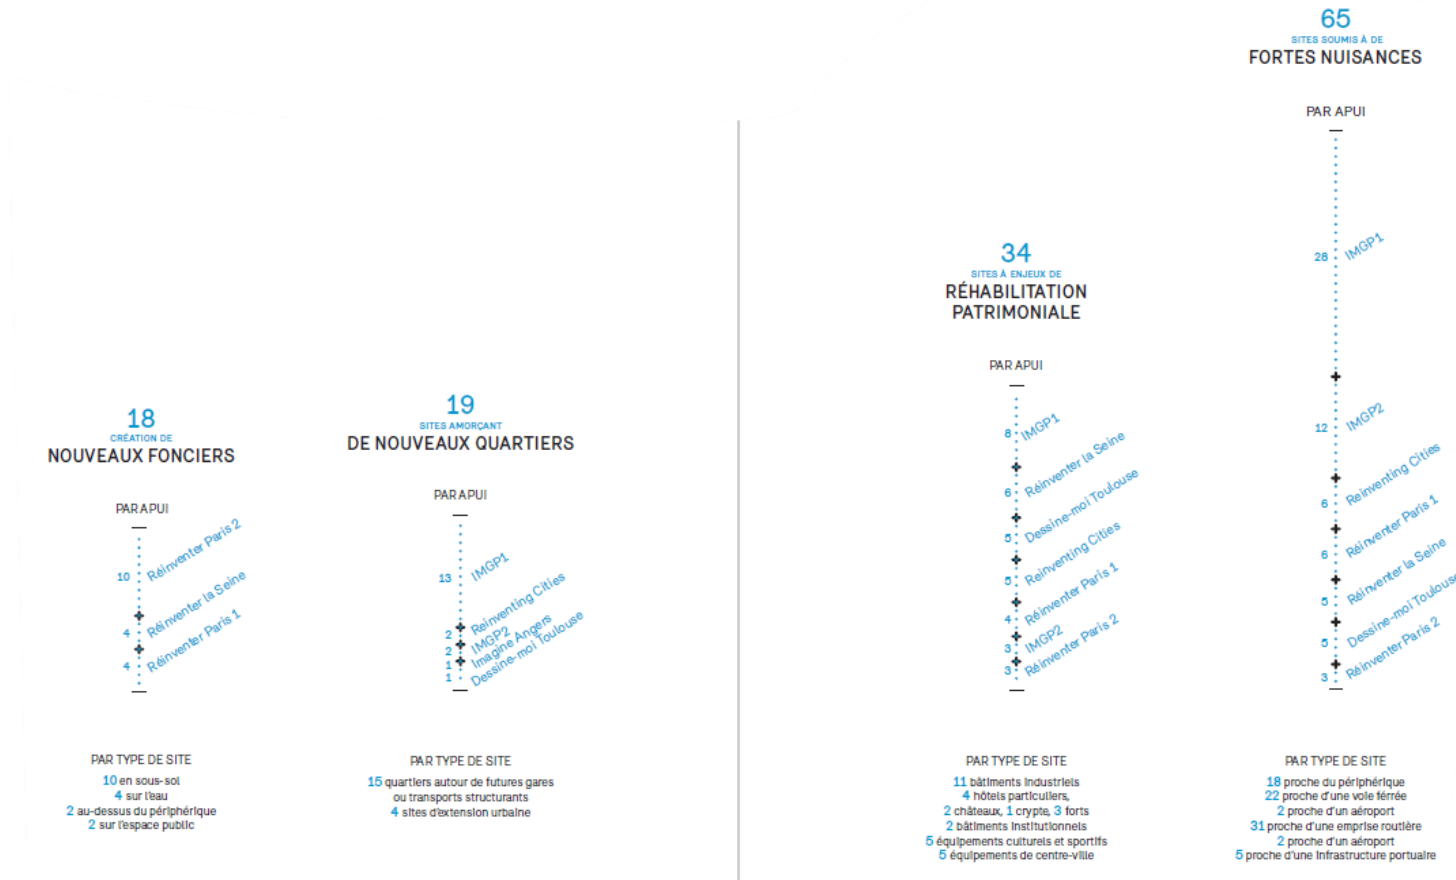 18
CRÉATION DE
NOUVEAUX FONCIERS
PAR APUI
10 Réinventer Paris 2
4 Réinventer la Seine
4 Réinventer Paris 1
PAR TYPE DE SITE
10 en sous-sol
4 sur l'eau
2 au-dessus du périphérique
2 sur l'espace public
19
SITES AMORÇANT
DE NOUVEAUX QUARTIERS
PAR APUI
13 IMGP1
2 Reinventing Cities
2 IMGP2
1 Imagine Angers
1 Dessine-moi Toulouse
PAR TYPE DE SITE
15 quartiers autour de futures gares
ou transports structurants
4 sites d'extension urbaine
34
SITES À ENJEUX DE
RÉHABILITATION
PATRIMONIALE
PAR APUI
8 IMGP1
6 Réinventer la Seine
5 Dessine-moi Toulouse
5 Reinventing Cities
4 Réinventer Paris 1
3 IMGP2
3 Réinventer Paris 2
PAR TYPE DE SITE
11 bâtiments industriels
4 hôtels particuliers,
2 châteaux, 1 crypte, 3 forts
2 bâtiments institutionnels
5 équipements culturels et sportifs
5 équipements de centre-ville
65
SITES SOUMIS À DE
FORTES NUISANCES
PAR APUI
28 IMGP1
12 IMGP2
6 Reinventing Cities
6 Réinventer Paris 1
5 Réinventer la Seine
5 Dessine-moi Toulouse
3 Réinventer Paris 2
PAR TYPE DE SITE
18 proche du périphérique
22 proche d'une voie férrée
2 proche d'un aéroport
31 proche d'une emprise routière
2 proche d'un aéroport
5 proche d'une infrastructure portuaire